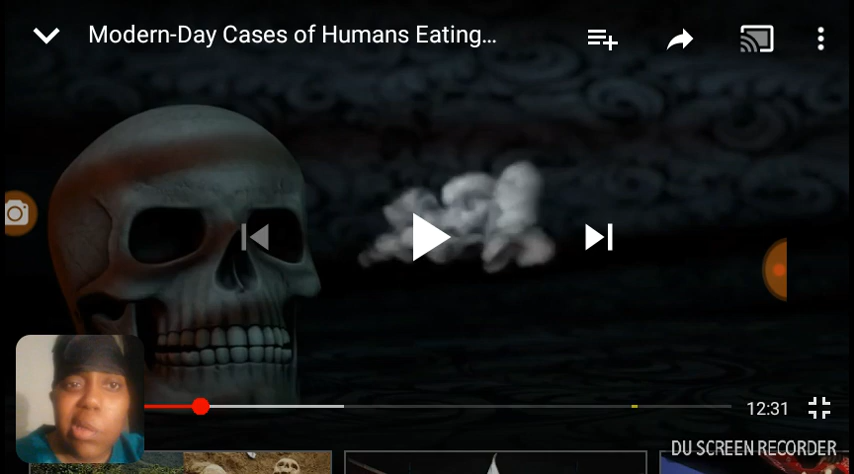 Modern-Day Cases of Humans Eating...
12:31
DU SCREEN RECORDER